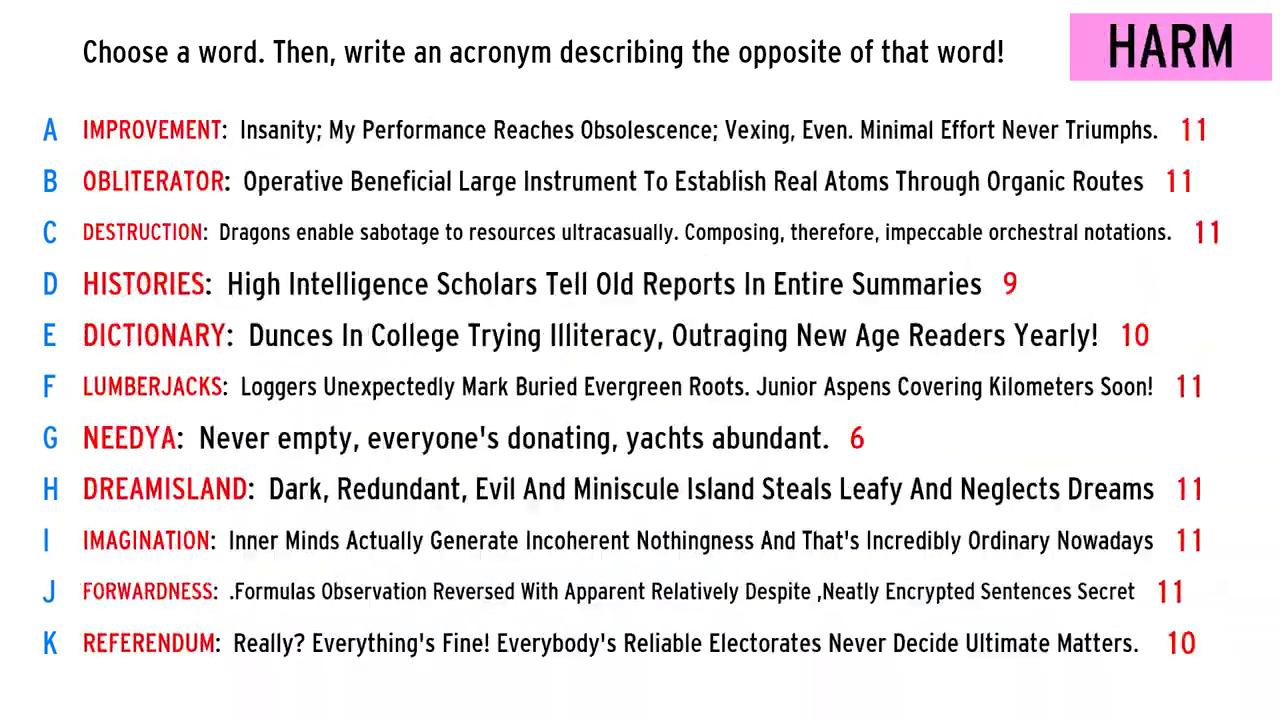 Choose a word. Then, write an acronym describing the opposite of that word!
HARM
A IMPROVEMENT: Insanity; My Performance Reaches Obsolescence; Vexing, Even. Minimal Effort Never Triumphs. 11
B OBLITERATOR: Operative Beneficial Large Instrument To Establish Real Atoms Through Organic Routes 11
C DESTRUCTION: Dragons enable sabotage to resources ultracasually. Composing, therefore, impeccable orchestral notations. 11
D HISTORIES: High Intelligence Scholars Tell Old Reports In Entire Summaries 9
E DICTIONARY: Dunces In College Trying Illiteracy, Outraging New Age Readers Yearly! 10
F LUMBERJACKS: Loggers Unexpectedly Mark Buried Evergreen Roots. Junior Aspens Covering Kilometers Soon! 11
G NEEDYA: Never empty, everyone's donating, yachts abundant. 6
H DREAMISLAND: Dark, Redundant, Evil And Miniscule Island Steals Leafy And Neglects Dreams 11
I IMAGINATION: Inner Minds Actually Generate Incoherent Nothingness And That's Incredibly Ordinary Nowadays 11
J FORWARDNESS: .Formulas Observation Reversed With Apparent Relatively Despite ,Neatly Encrypted Sentences Secret 11
K REFERENDUM: Really? Everything's Fine! Everybody's Reliable Electorates Never Decide Ultimate Matters. 10